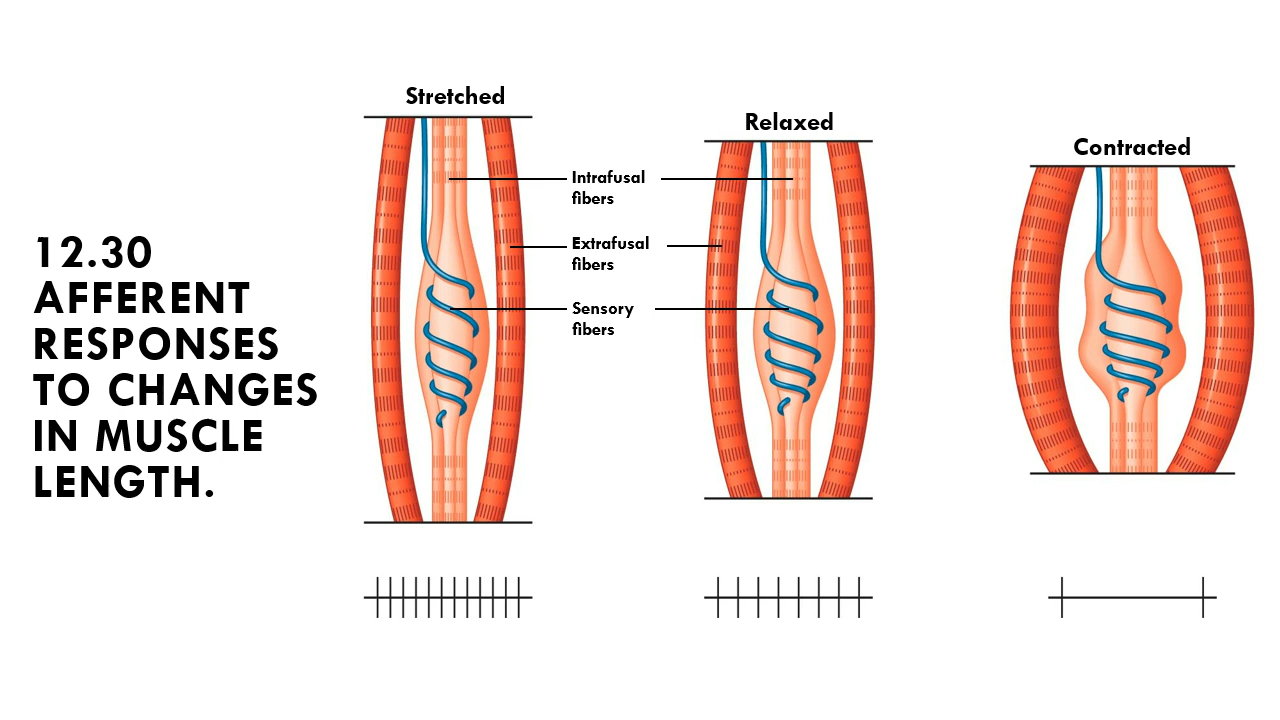 12.30
AFFERENT
RESPONSES
TO CHANGES
IN MUSCLE
LENGTH.
Stretched
Relaxed
Contracted
Intrafusal
fibers
Extrafusal
fibers
Sensory
fibers